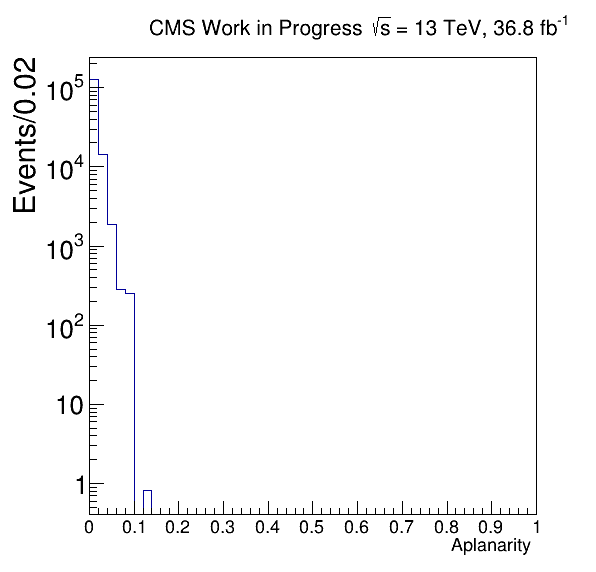 CMS Work in Progress √s = 13 TeV, 36.8 fb⁻¹
Events/0.02
10⁵
10⁴
10³
10²
10
1
0 0.1 0.2 0.3 0.4 0.5 0.6 0.7 0.8 0.9 1
Aplanarity